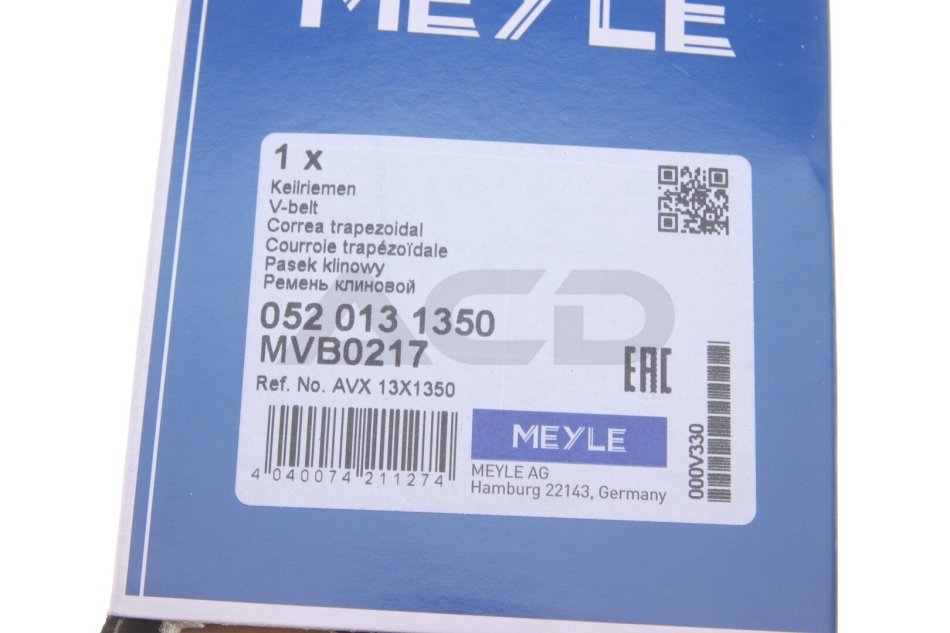 MEYLE
1 x
Keilriemen
V-belt
Correa trapezoidal
Courroie trapézoïdale
Pasek klinowy
Ремень клиновой
ACD
052 013 1350
MVB0217
Ref. No. AVX 13X1350
EAC
MEYLE
4 040074 211274
MEYLE AG
Hamburg 22143, Germany
000V330